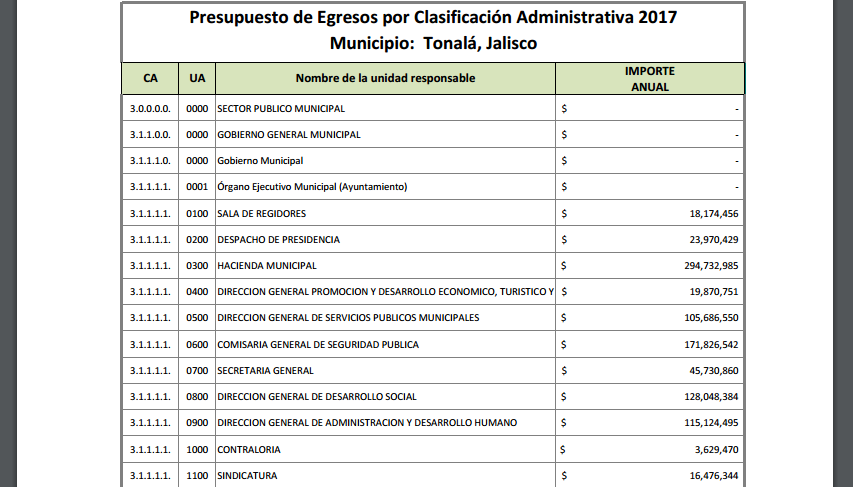 Presupuesto de Egresos por Clasificación Administrativa 2017
Municipio: Tonalá, Jalisco
CA UA Nombre de la unidad responsable IMPORTE ANUAL
3.0.0.0.0. 0000 SECTOR PUBLICO MUNICIPAL $ -
3.1.1.0.0. 0000 GOBIERNO GENERAL MUNICIPAL $ -
3.1.1.1.0. 0000 Gobierno Municipal $ -
3.1.1.1.1. 0001 Órgano Ejecutivo Municipal (Ayuntamiento) $ -
3.1.1.1.1. 0100 SALA DE REGIDORES $ 18,174,456
3.1.1.1.1. 0200 DESPACHO DE PRESIDENCIA $ 23,970,429
3.1.1.1.1. 0300 HACIENDA MUNICIPAL $ 294,732,985
3.1.1.1.1. 0400 DIRECCION GENERAL PROMOCION Y DESARROLLO ECONOMICO, TURISTICO Y $ 19,870,751
3.1.1.1.1. 0500 DIRECCION GENERAL DE SERVICIOS PUBLICOS MUNICIPALES $ 105,686,550
3.1.1.1.1. 0600 COMISARIA GENERAL DE SEGURIDAD PUBLICA $ 171,826,542
3.1.1.1.1. 0700 SECRETARIA GENERAL $ 45,730,860
3.1.1.1.1. 0800 DIRECCION GENERAL DE DESARROLLO SOCIAL $ 128,048,384
3.1.1.1.1. 0900 DIRECCION GENERAL DE ADMINISTRACION Y DESARROLLO HUMANO $ 115,124,495
3.1.1.1.1. 1000 CONTRALORIA $ 3,629,470
3.1.1.1.1. 1100 SINDICATURA $ 16,476,344